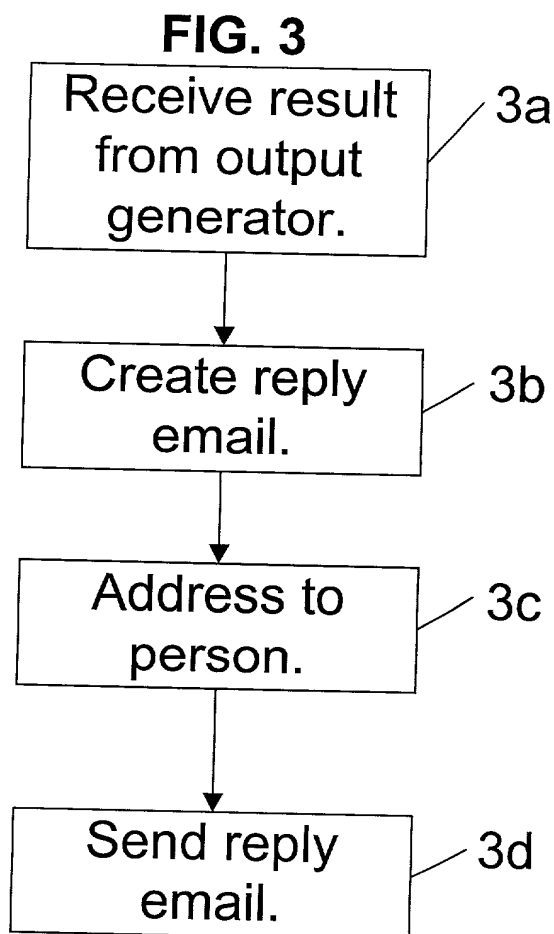 FIG. 3
Receive result
from output
generator.
3a
Create reply
email.
3b
Address to
person.
3c
Send reply
email.
3d